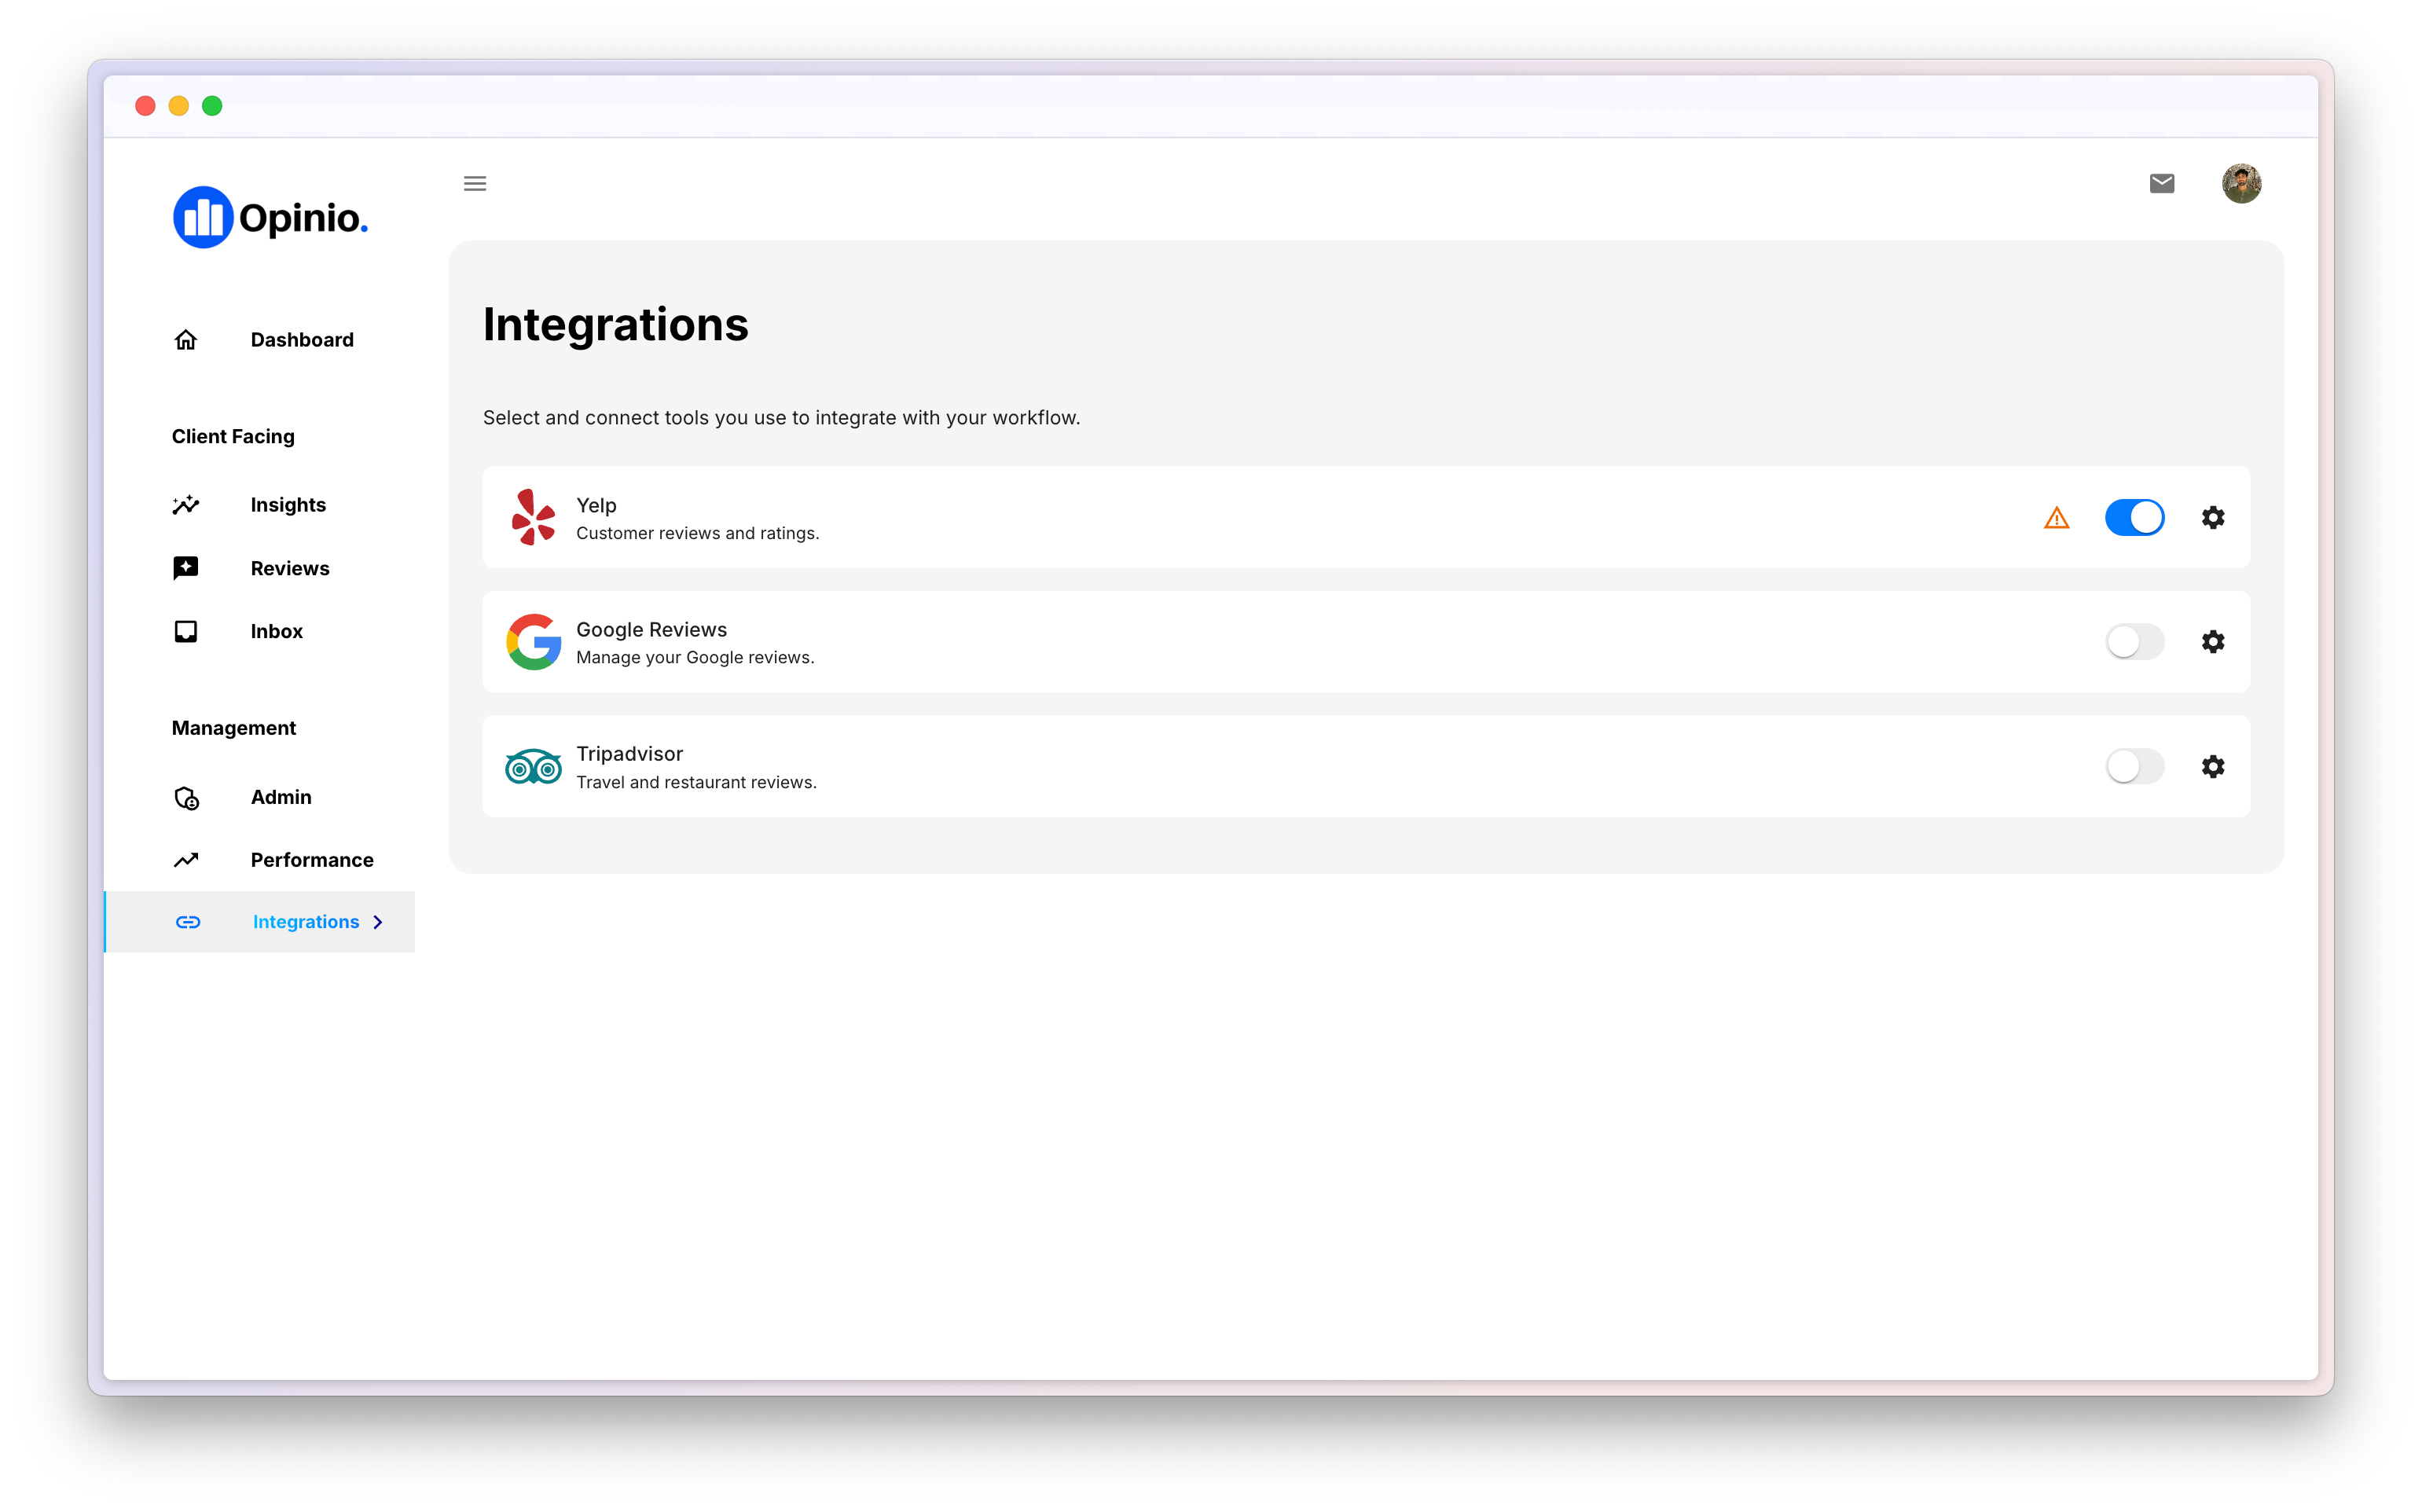 Opinio.
Dashboard
Client Facing
Insights
Reviews
Inbox
Management
Admin
Performance
Integrations
Integrations
Select and connect tools you use to integrate with your workflow.
Yelp
Customer reviews and ratings.
Google Reviews
Manage your Google reviews.
Tripadvisor
Travel and restaurant reviews.